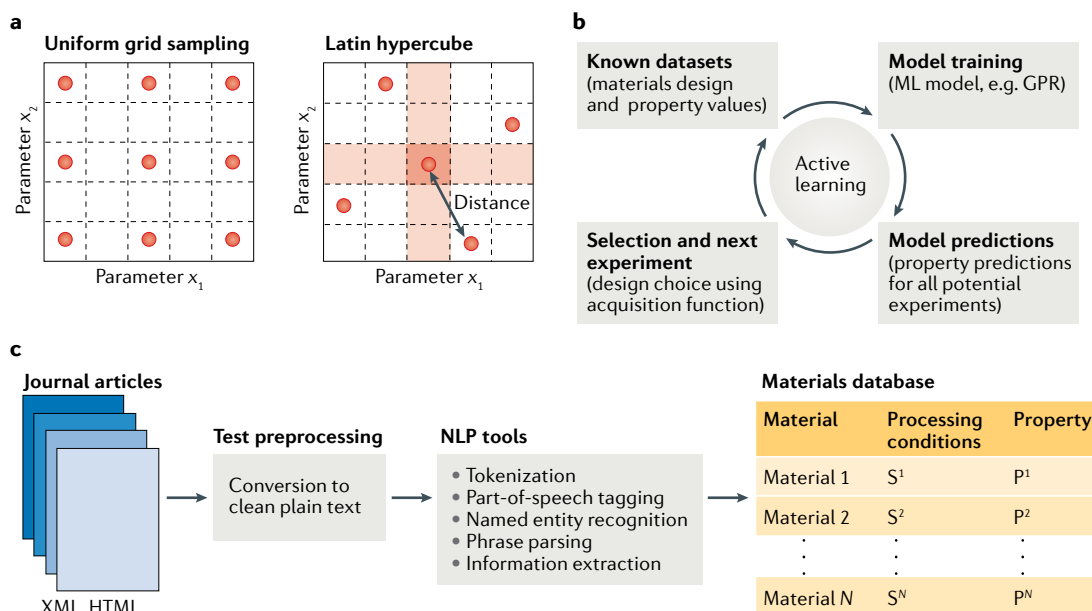 a
Uniform grid sampling
Parameter x2
Parameter x1
Latin hypercube
Parameter x2
Distance
Parameter x1
b
Known datasets
(materials design
and property values)
Model training
(ML model, e.g. GPR)
Active
learning
Selection and next
experiment
(design choice using
acquisition function)
Model predictions
(property predictions
for all potential
experiments)
c
Journal articles
XML, HTML
Test preprocessing
Conversion to
clean plain text
NLP tools
• Tokenization
• Part-of-speech tagging
• Named entity recognition
• Phrase parsing
• Information extraction
Materials database
Material Processing conditions Property
Material 1 S¹ P¹
Material 2 S² P²
Material N Sᴺ Pᴺ